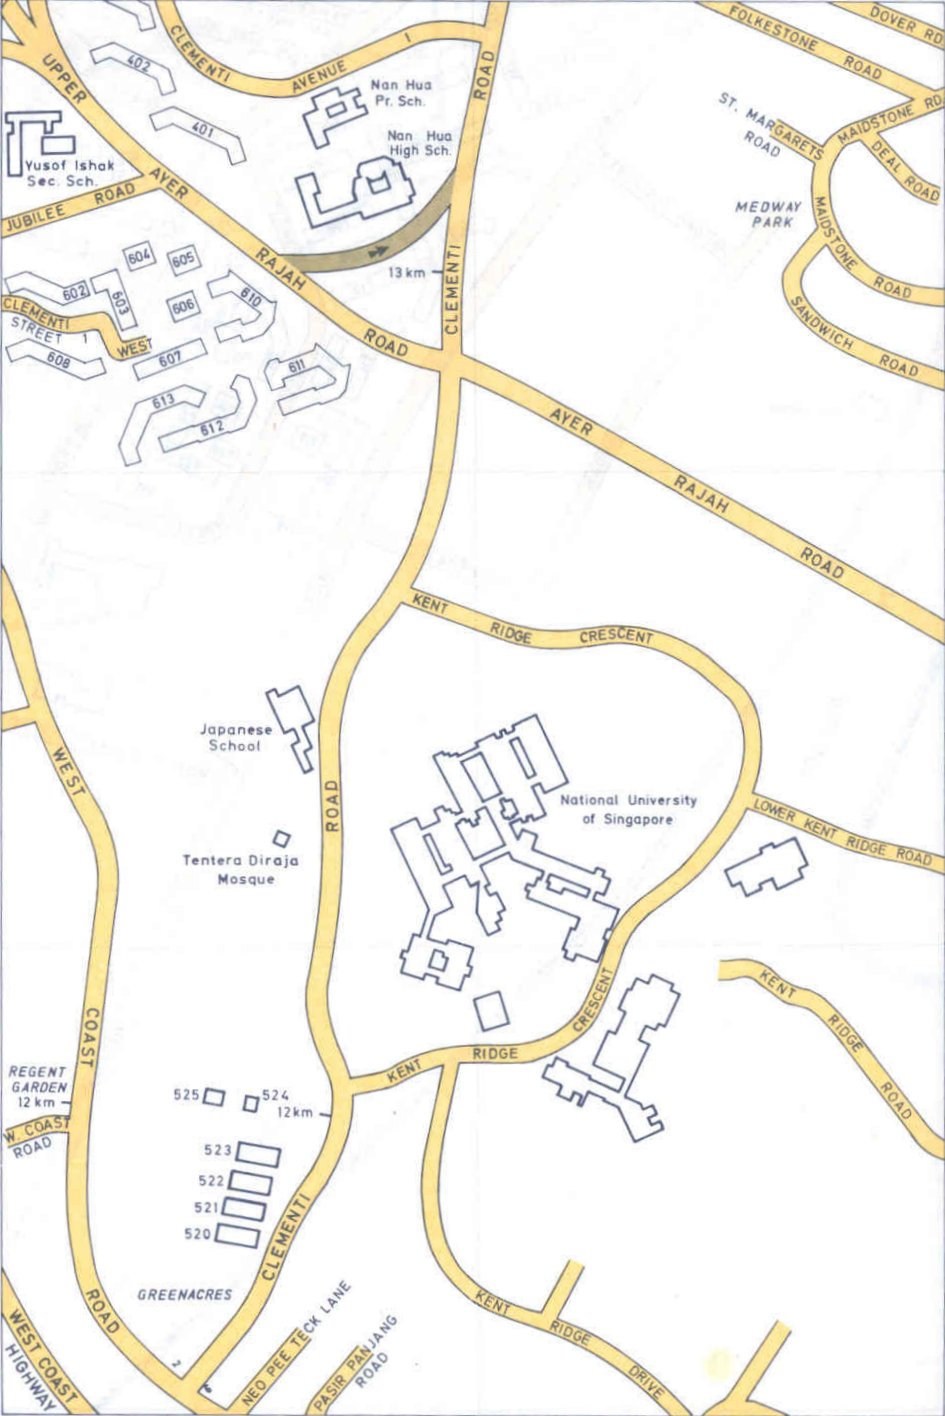 FOLKESTONE ROAD
DOVER RD
CLEMENTI AVENUE 1
402
UPPER
401
Nan Hua
Pr. Sch.
Nan Hua
High Sch.
ROAD
ST. MARGARETS
ROAD
MAIDSTONE RD
DEAL ROAD
Yusof Ishak
Sec. Sch.
JUBILEE ROAD
AYER
MEDWAY
PARK
MAIDSTONE
ROAD
604
605
RAJAH
13 km
CLEMENTI
602
603
606
610
CLEMENTI
STREET 1
WEST
608
607
611
ROAD
SANDWICH
ROAD
613
612
AYER
RAJAH
ROAD
KENT
RIDGE
CRESCENT
Japanese
School
WEST
ROAD
National University
of Singapore
LOWER KENT RIDGE ROAD
Tentera Diraja
Mosque
KENT
RIDGE
ROAD
CRESCENT
COAST
KENT
RIDGE
REGENT
GARDEN
12 km
W. COAST
ROAD
525
524
12 km
523
522
521
520
CLEMENTI
GREENACRES
ROAD
2
WEST COAST
HIGHWAY
NEO PEE TECK LANE
PASIR PANJANG
ROAD
KENT
RIDGE
DRIVE